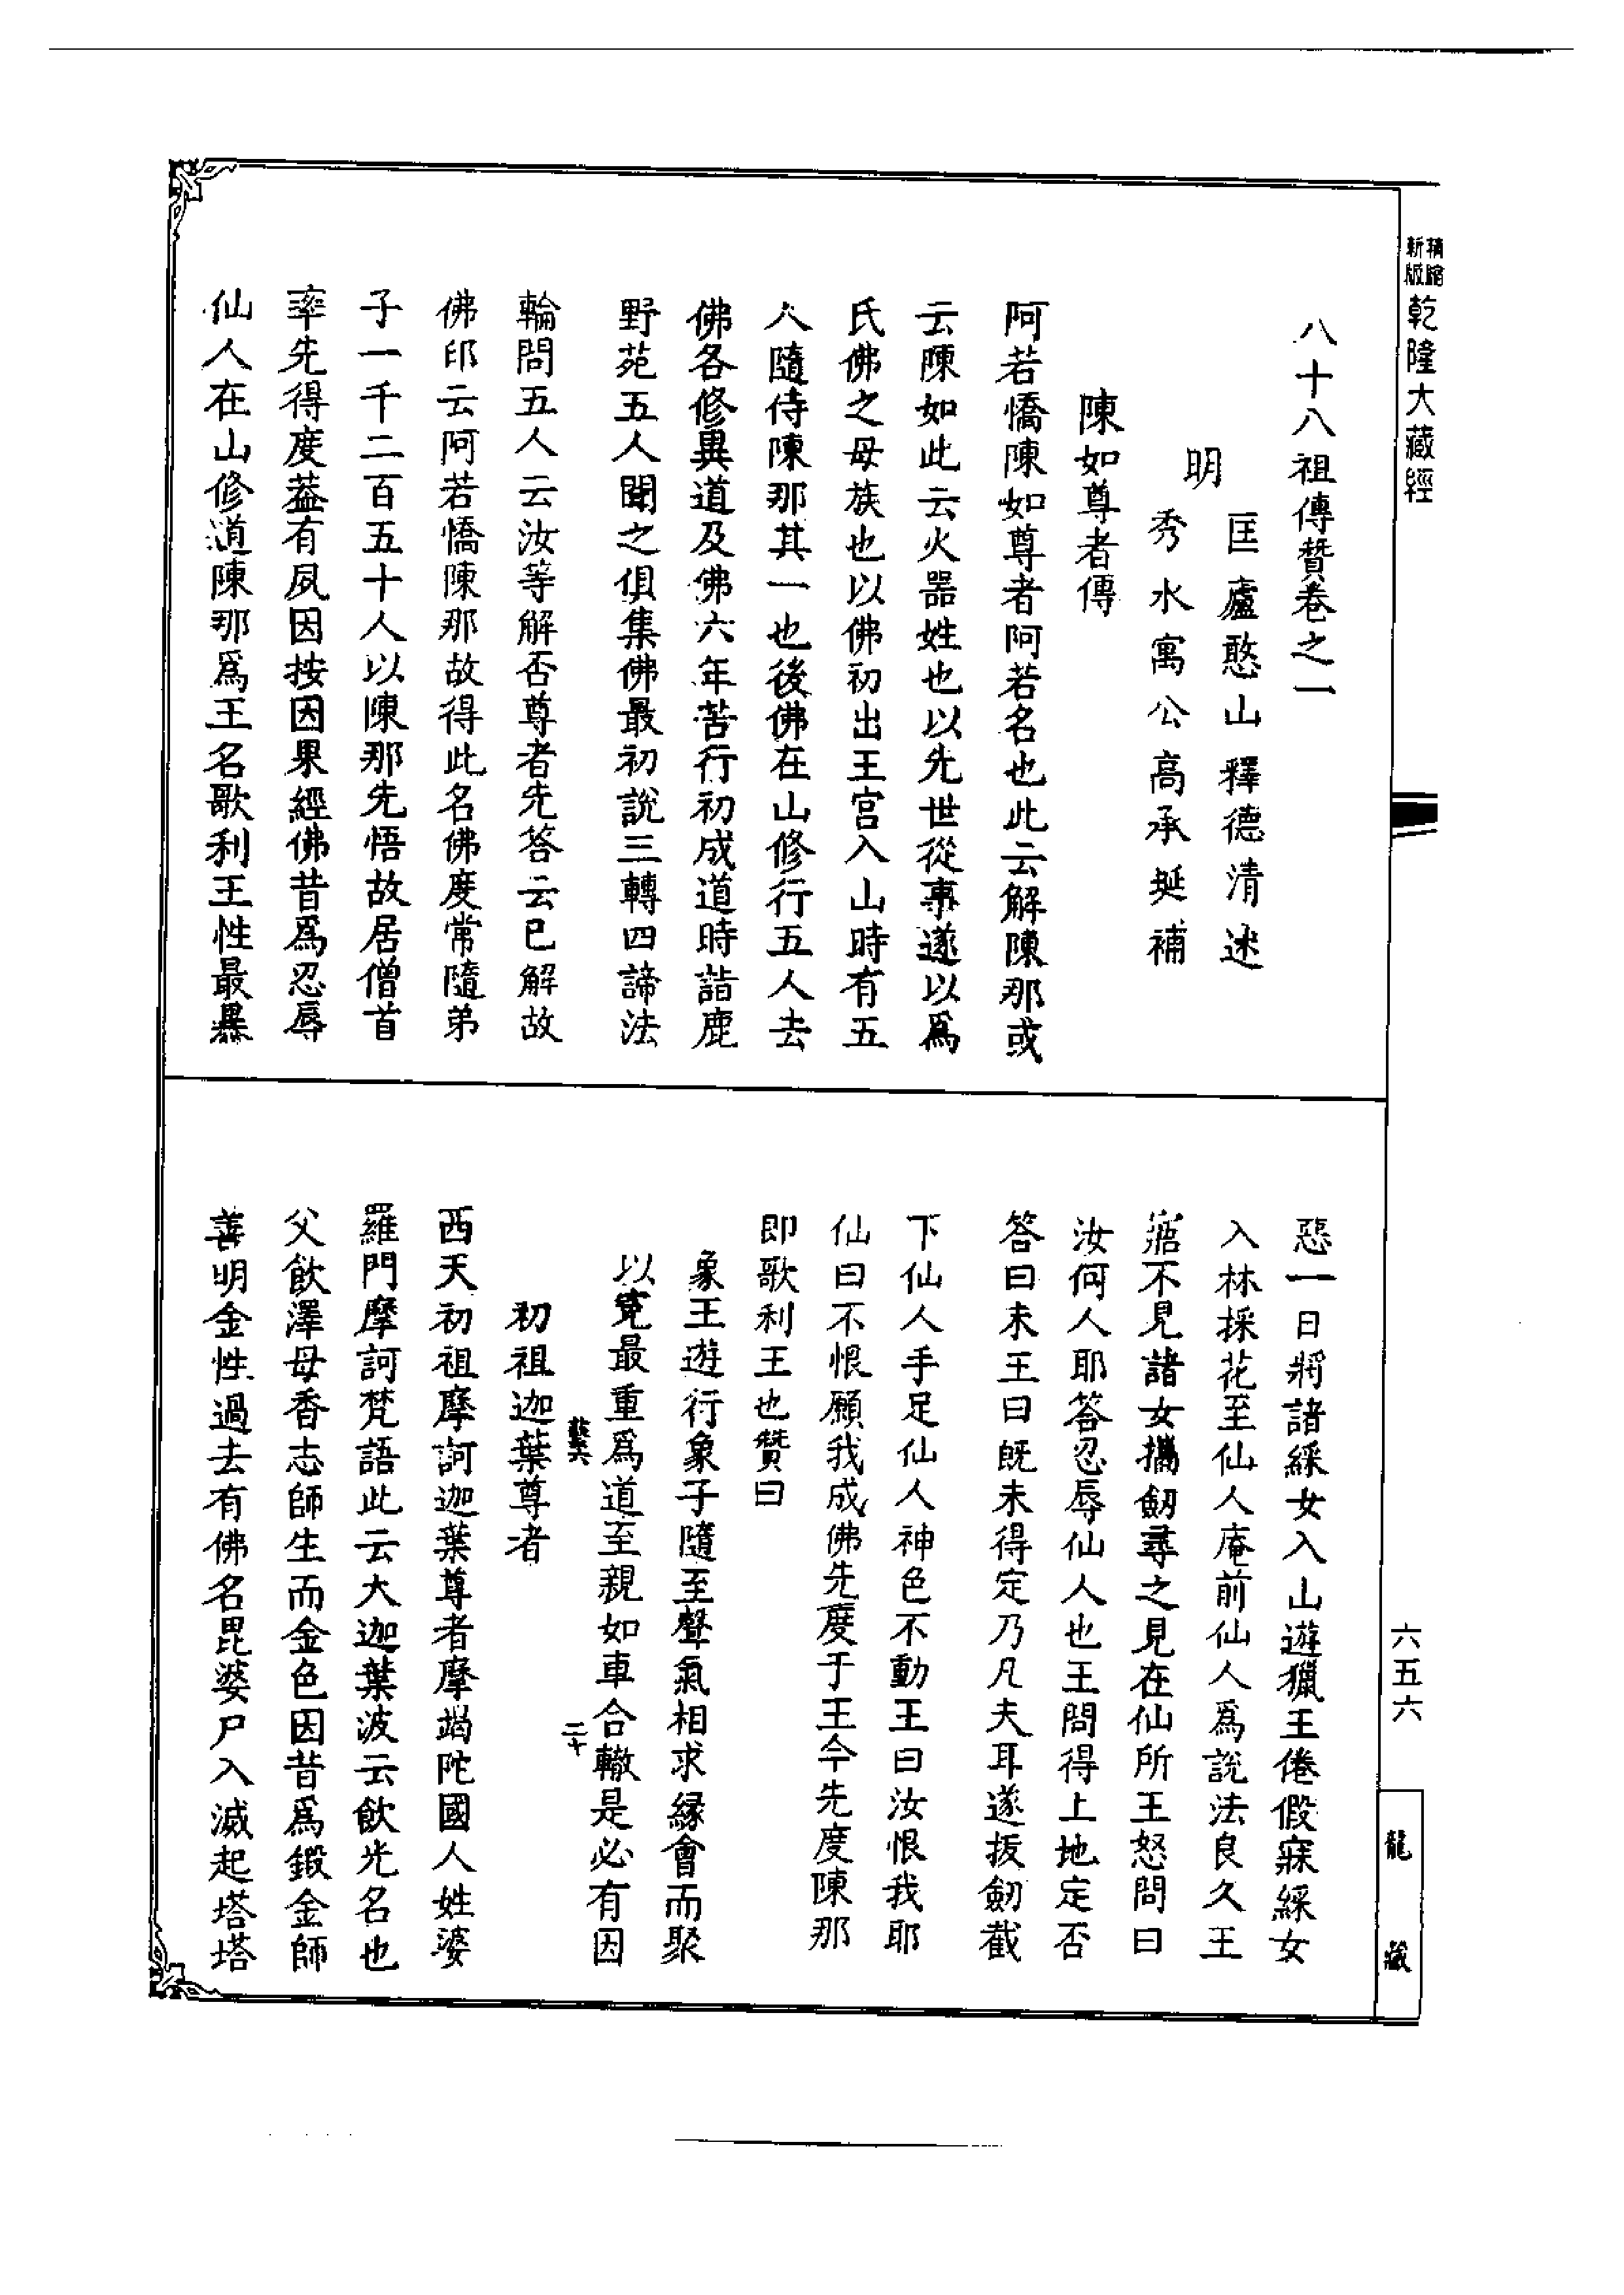 精縮新版乾隆大藏經
八十八祖傳贊卷之一
明
匡廬憨山釋德清述
秀水寓公高承埏補
陳如尊者傳
阿若憍陳如尊者阿若名也此云解陳那或
云陳如此云火器姓也以先世從事遂以爲
氏佛之母族也以佛初出王宮入山時有五
人隨侍陳那其一也後佛在山修行五人去
佛各修異道及佛六年苦行初成道時詣鹿
野苑五人聞之俱集佛最初說三轉四諦法
輪問五人云汝等解否尊者先答云已解故
佛印云阿若憍陳那故得此名佛度常隨弟
子一千二百五十人以陳那先悟故居僧首
率先得度葢有夙因按因果經佛昔爲忍辱
仙人在山修道陳那爲王名歌利王性最暴
惡一日將諸綵女入山遊獵王倦假寐綵女
入林採花至仙人庵前仙人爲說法良久王
寤不見諸女攜劒尋之見在仙所王怒問曰
汝何人耶答忍辱仙人也王問得上地定否
答曰未王曰既未得定乃凡夫耳遂拔劒截
下仙人手足仙人神色不動王曰汝恨我耶
仙曰不恨願我成佛先度于王今先度陳那
即歌利王也贊曰
象王遊行象子隨至聲氣相求緣會而聚
以寃最重爲道至親如車合轍是必有因
初祖迦葉尊者
西天初祖摩訶迦葉尊者摩竭陀國人姓婆
羅門摩訶梵語此云大迦葉波云飲光名也
父飲澤母香志師生而金色因昔爲鍛金師
善明金性過去有佛名毘婆尸入滅起塔塔
二十
六五六
龍藏